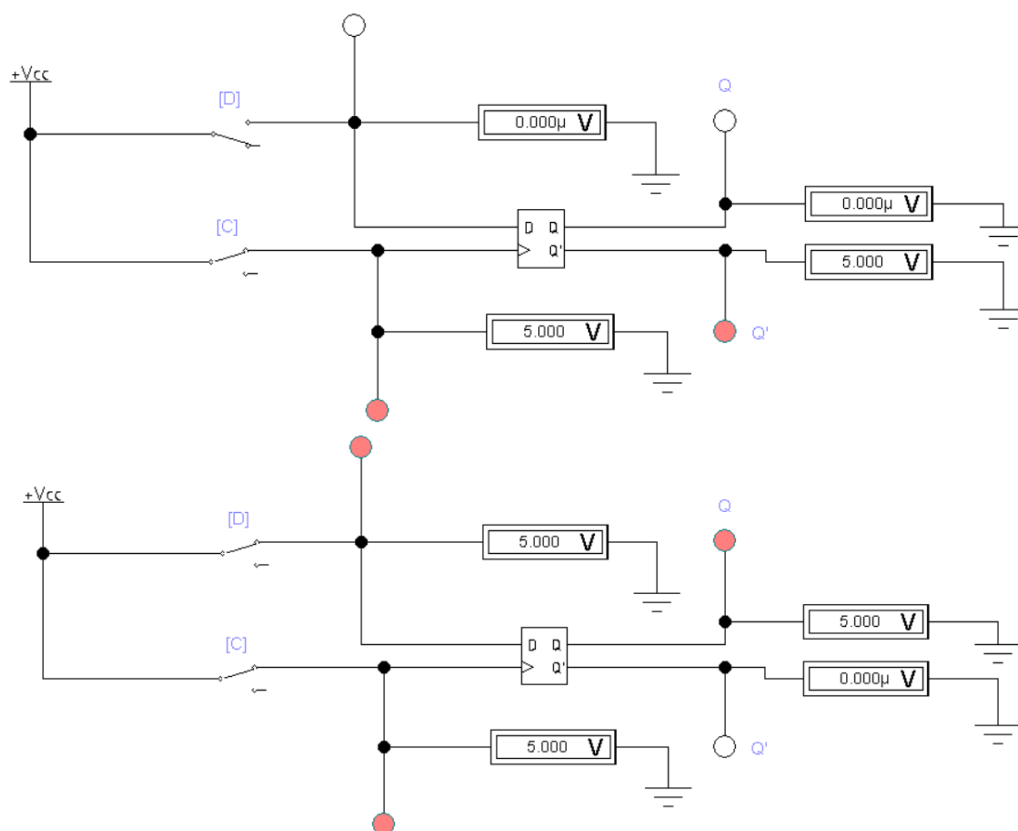 +Vcc
[D]
0.000µ V
Q
[C]
D Q
Q'
0.000µ V
5.000 V
5.000 V
Q'
+Vcc
[D]
5.000 V
Q
[C]
D Q
Q'
5.000 V
0.000µ V
5.000 V
Q'